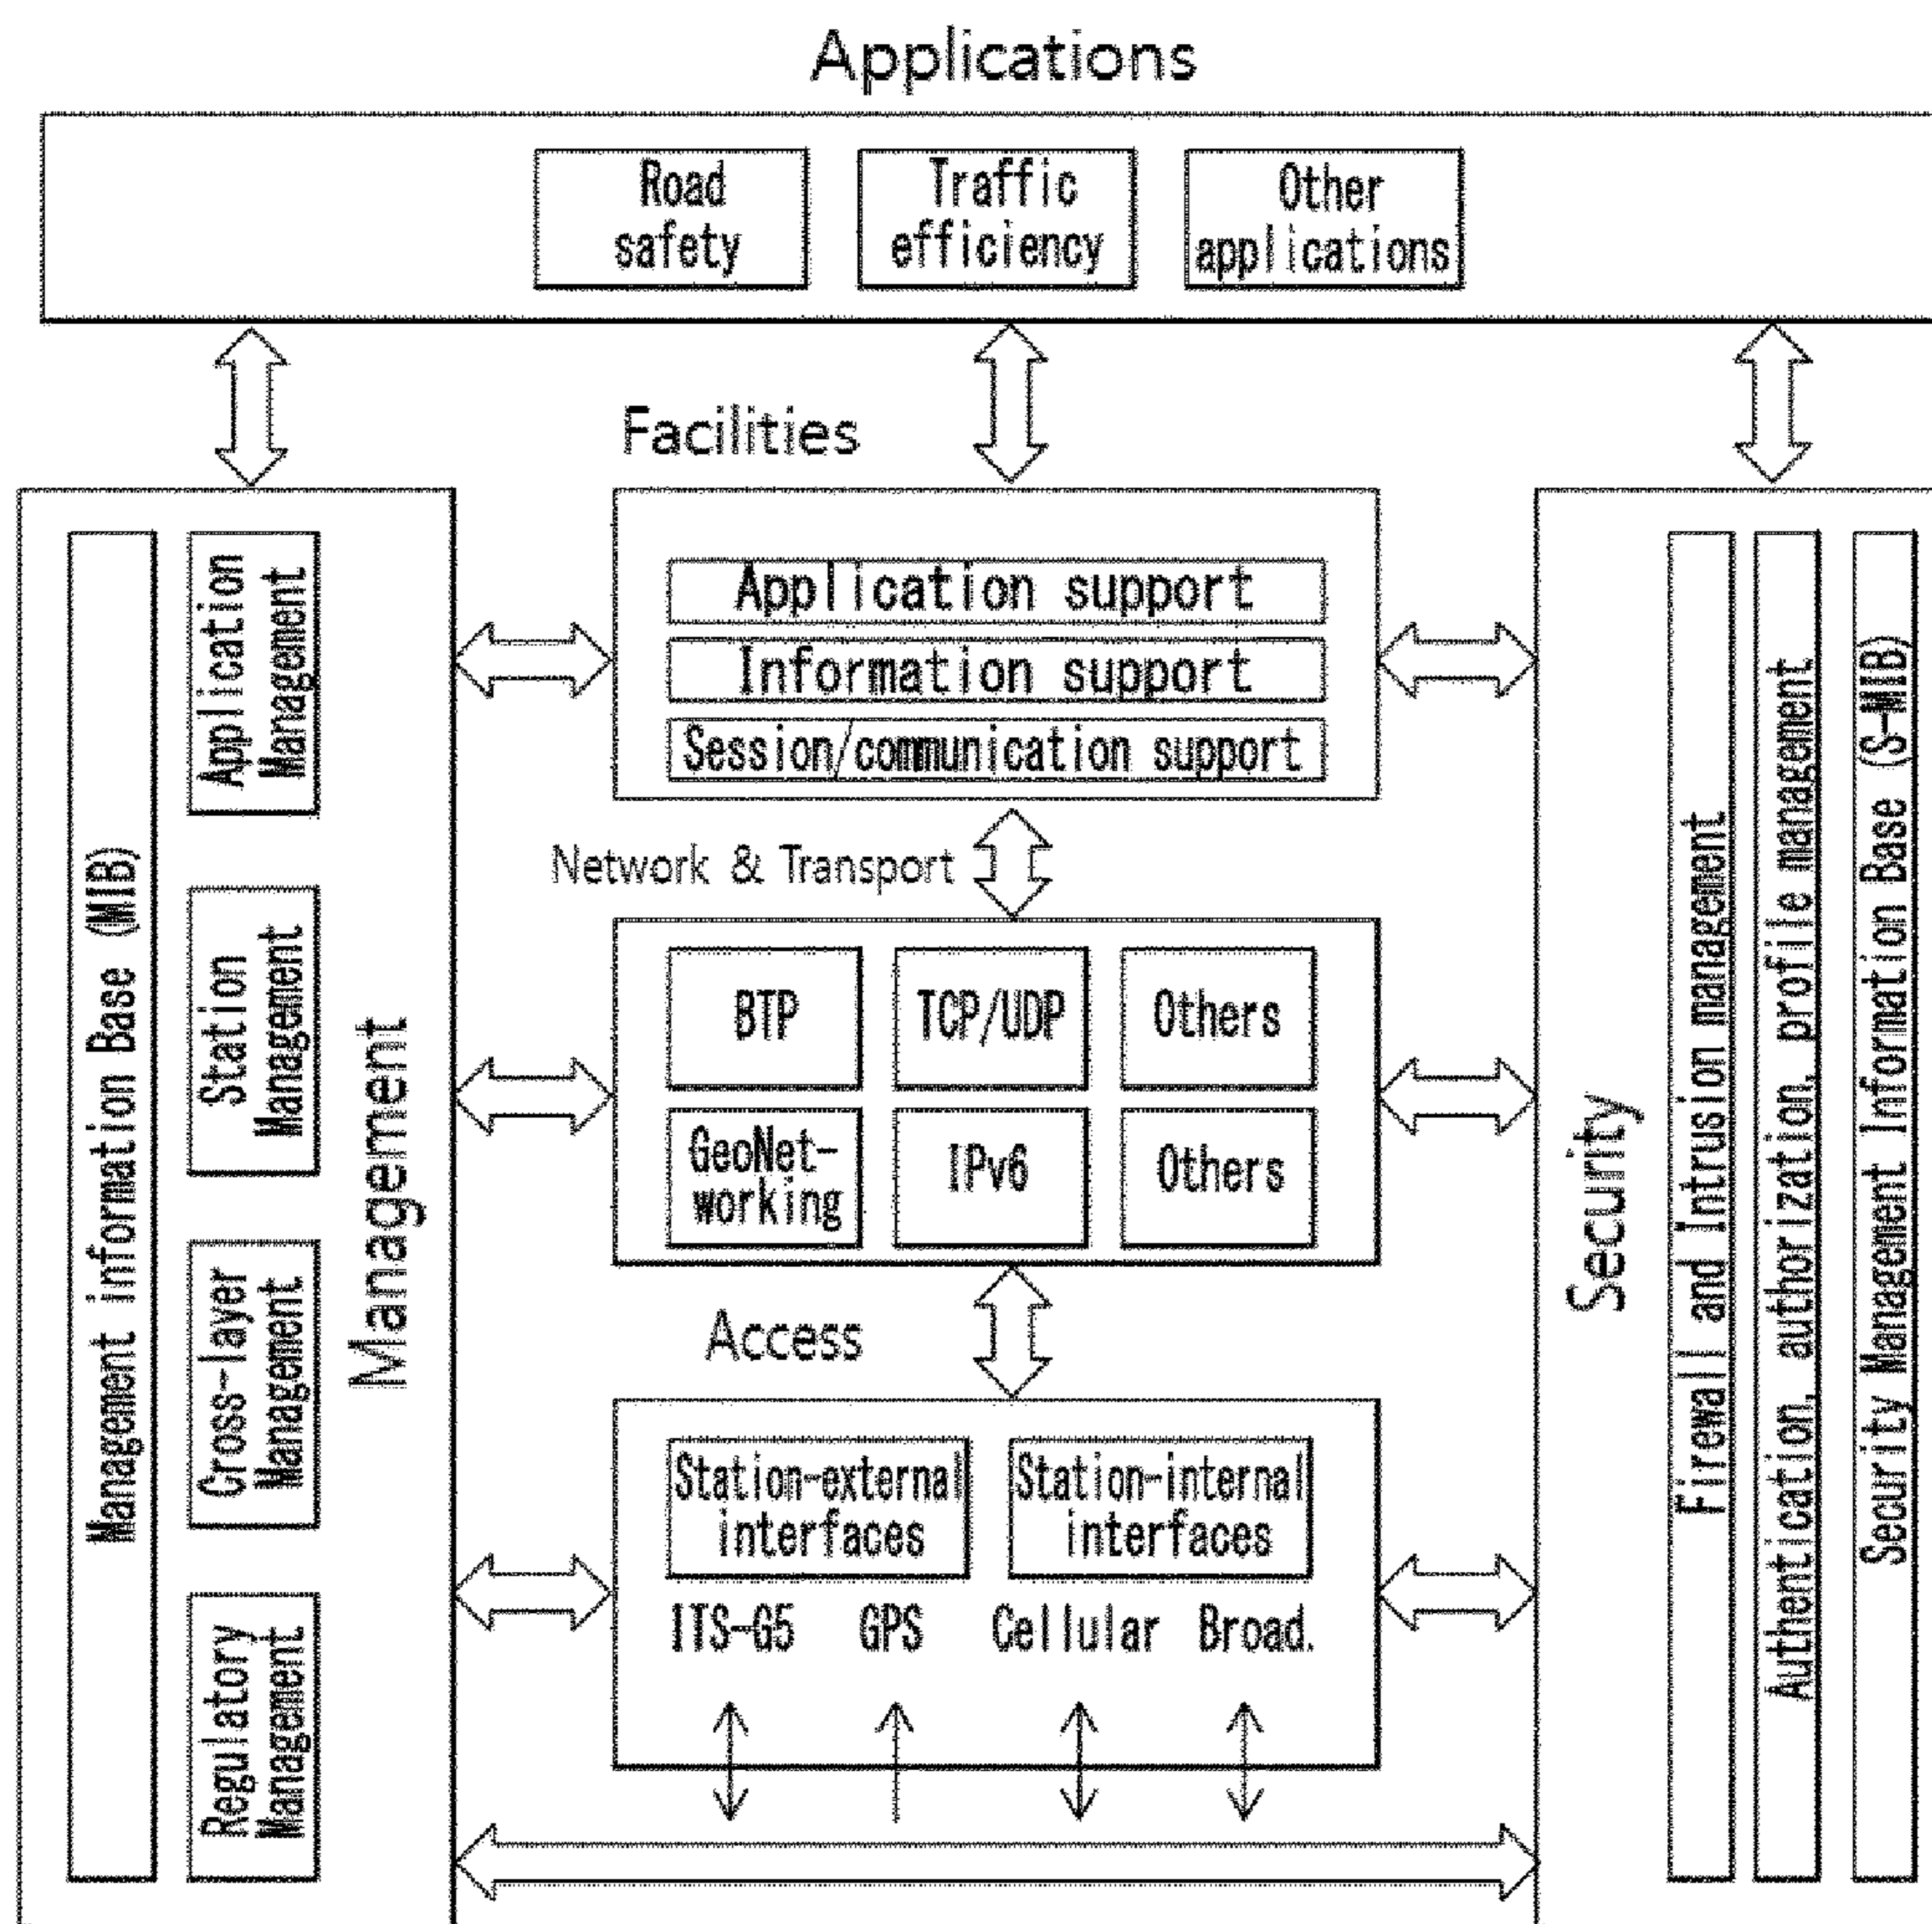 Applications
Road
safety
Traffic
efficiency
Other
applications
Facilities
Application support
Information support
Session/communication support
Network & Transport
BTP
TCP/UDP
Others
GeoNet-
working
IPv6
Others
Access
Station-external
interfaces
Station-internal
interfaces
ITS-G5
GPS
Cellular
Broad.
Management information Base (MIB)
Application
Management
Station
Management
Cross-layer
Management
Regulatory
Management
Management
Security
Firewall and Intrusion management
Authentication, authorization, profile management
Security Management Information Base (S-MIB)